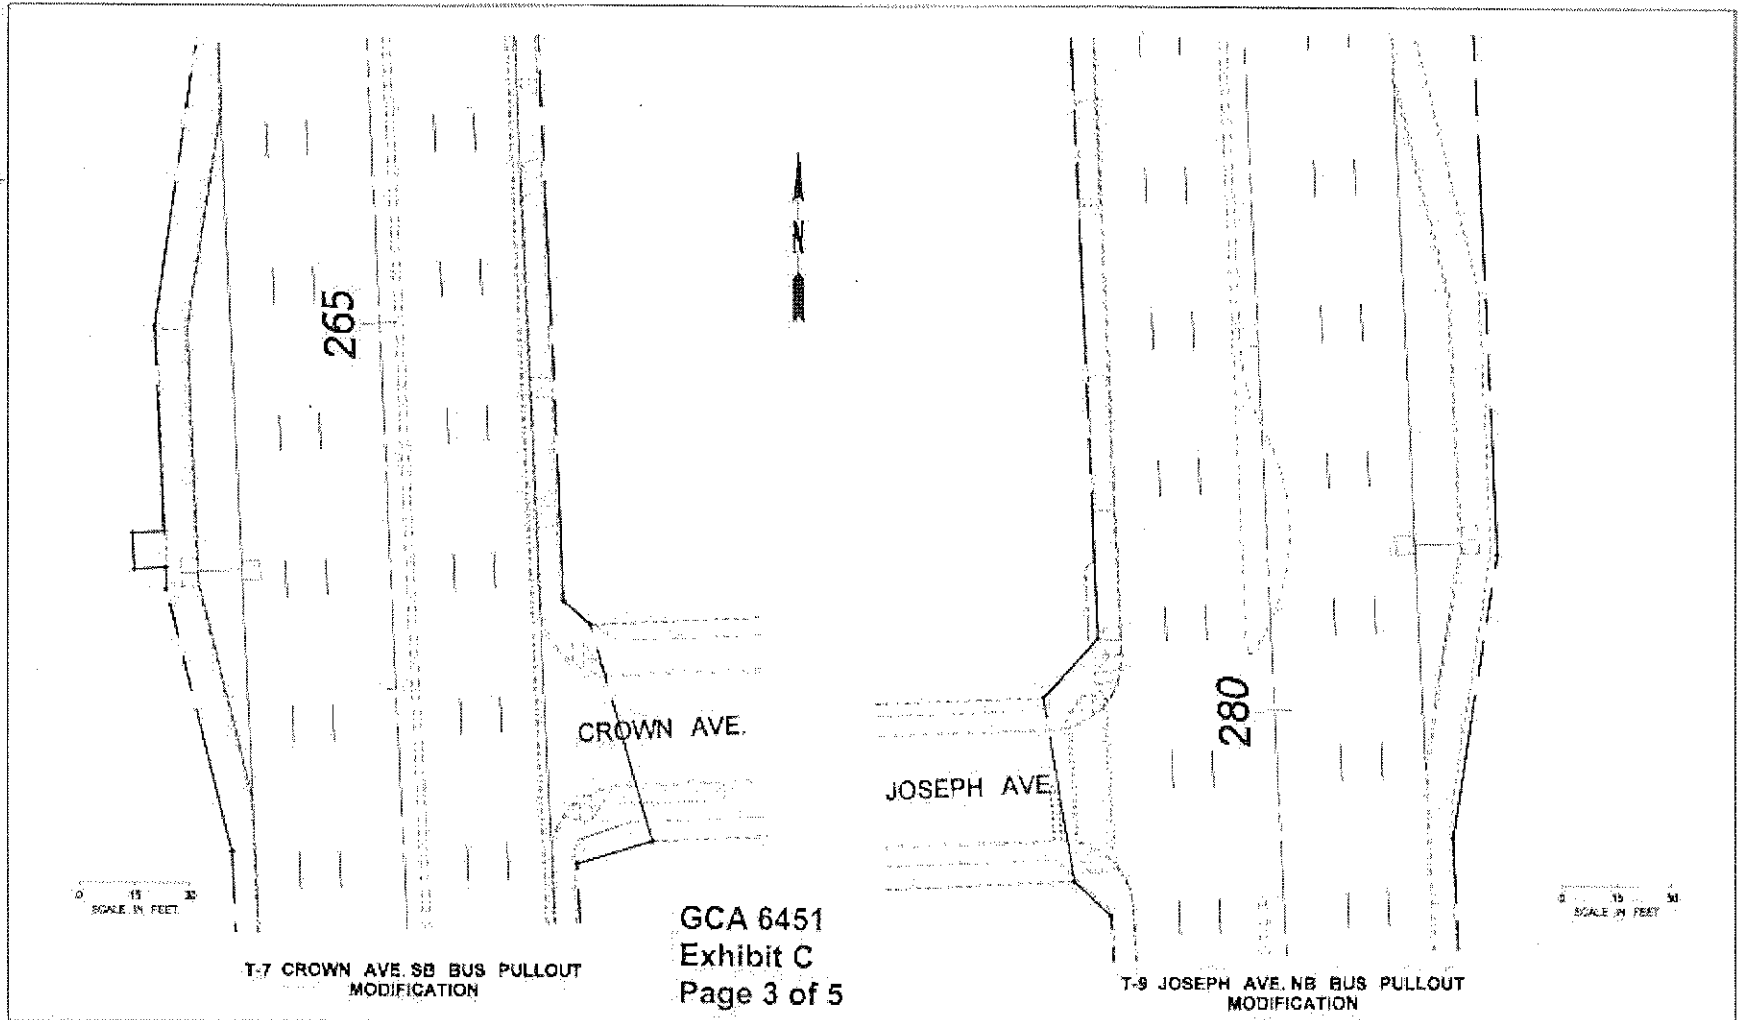 265
N
CROWN AVE.
JOSEPH AVE
280
0 15 30
SCALE IN FEET
0 15 30
SCALE IN FEET
T-7 CROWN AVE. SB BUS PULLOUT
MODIFICATION
GCA 6451
Exhibit C
Page 3 of 5
T-9 JOSEPH AVE. NB BUS PULLOUT
MODIFICATION